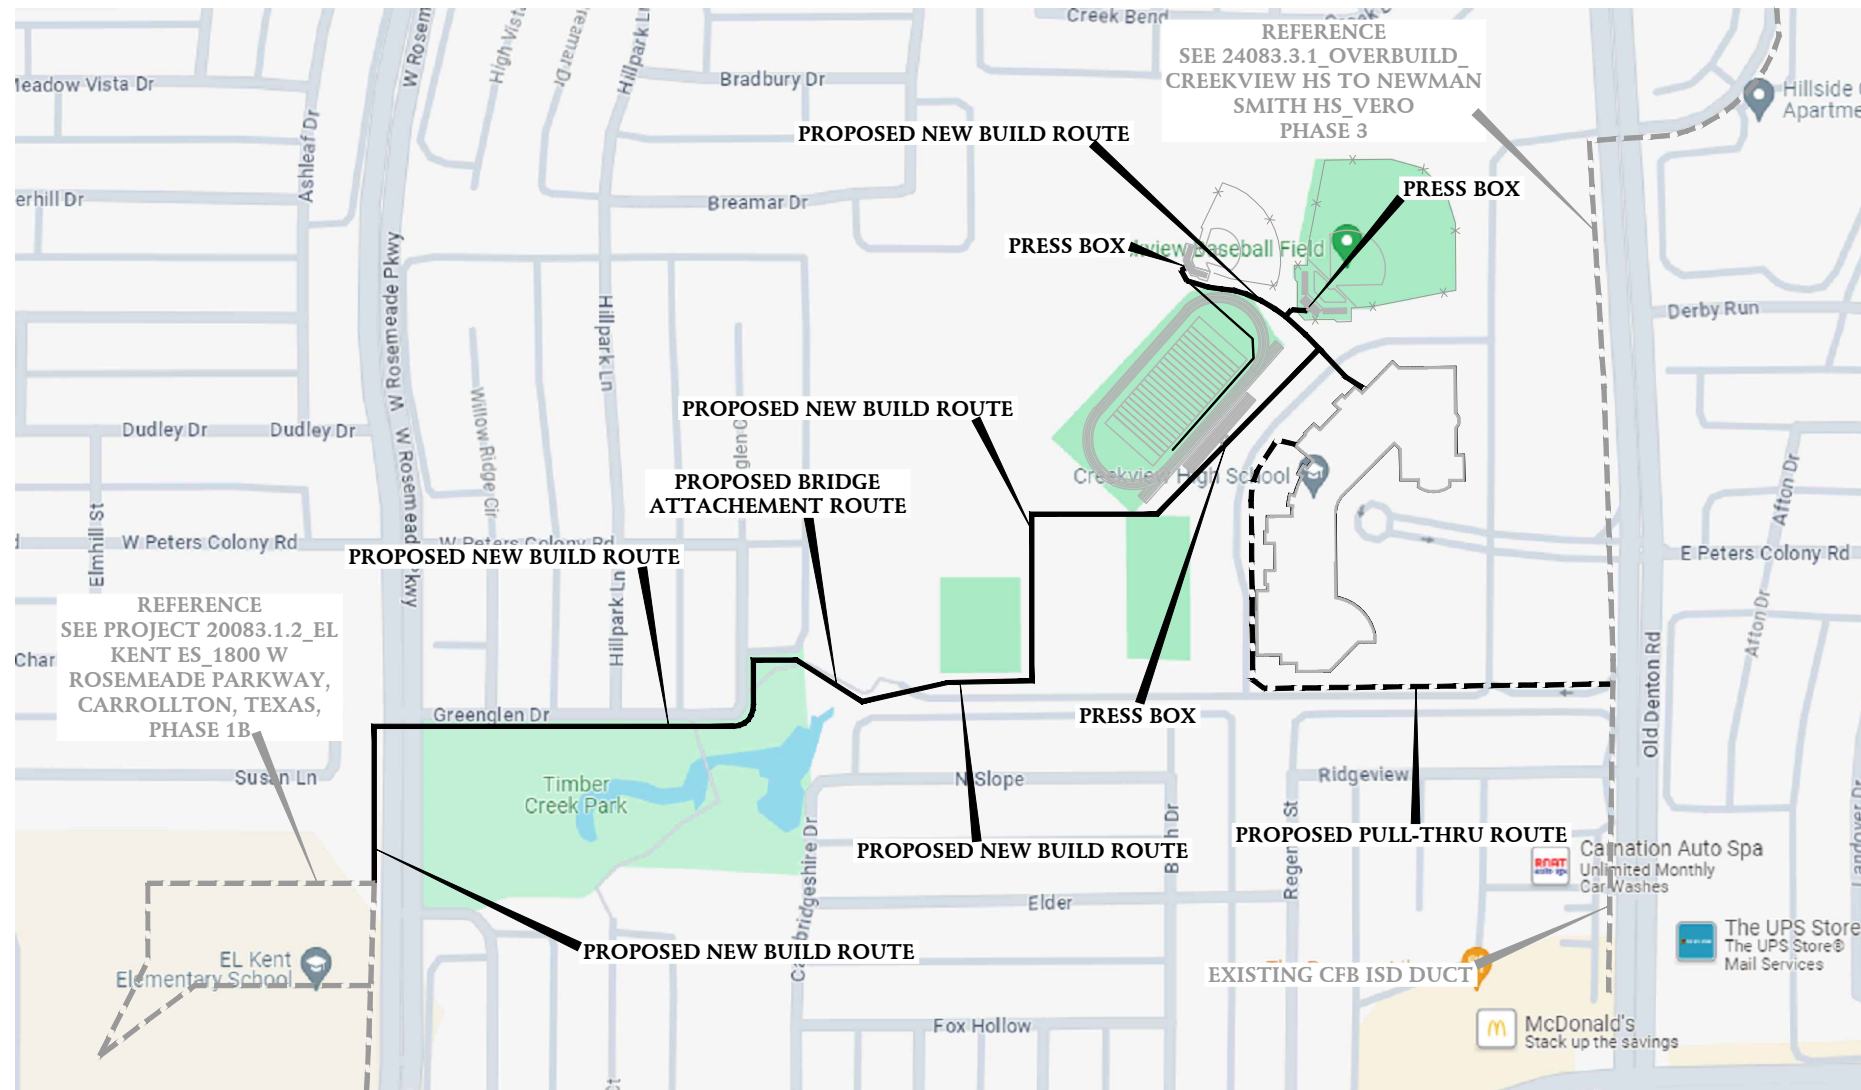 Creek Bend
REFERENCE
SEE 24083.3.1_OVERBUILD_
CREEKVIEW HS TO NEWMAN
SMITH HS_VERO
PHASE 3
W Rosem
High Vista
Hillpark Ln
Meadow Vista Dr
Bradbury Dr
Hillside
Apartme
Ashleaf Dr
PROPOSED NEW BUILD ROUTE
PRESS BOX
erhill Dr
Breamar Dr
PRESS BOX
kview Baseball Field
W Rosemeade Pkwy
Hillpark Ln
Derby Run
Willow Ridge Cir
PROPOSED NEW BUILD ROUTE
Dudley Dr
Dudley Dr
W Rosemead
Pkwy
glen C
Creekview High School
PROPOSED BRIDGE
ATTACHEMENT ROUTE
Afton Dr
Elmhill St
W Peters Colony Rd
W Peters Colony Rd
E Peters Colony Rd
PROPOSED NEW BUILD ROUTE
Hillpark Ln
Afton Dr
REFERENCE
SEE PROJECT 20083.1.2_EL
KENT ES_1800 W
ROSEMEADE PARKWAY,
CARROLLTON, TEXAS,
PHASE 1B
Char
Old Denton Rd
Greenglen Dr
PRESS BOX
Susan Ln
Timber
Creek Park
N Slope
Ridgeview
PROPOSED PULL-THRU ROUTE
PROPOSED NEW BUILD ROUTE
Carnation Auto Spa
Unlimited Monthly
Car Washes
Landover Dr
Elder
PROPOSED NEW BUILD ROUTE
EL Kent
Elementary School
EXISTING CFB ISD DUCT
The UPS Store
The UPS Store®
Mail Services
Fox Hollow
McDonald's
Stack up the savings